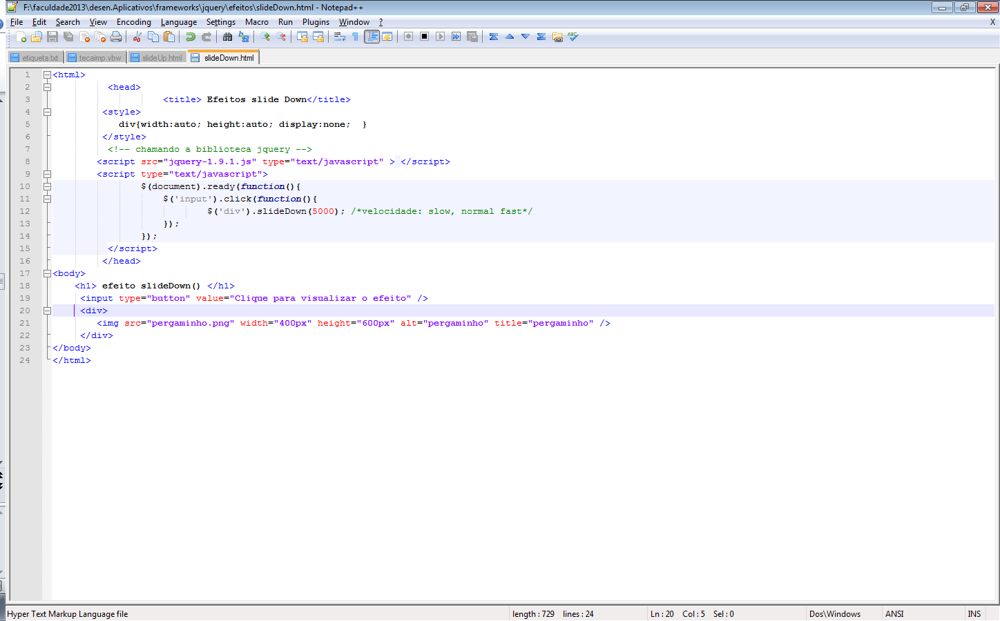 F:\faculdade2013\desen.Aplicativos\frameworks\jquery\efeitos\slideDown.html - Notepad++
File Edit Search View Encoding Language Settings Macro Run Plugins Window ? X
etiqueta.txt tecaimp.vbw slideUp.html slideDown.html
1 <html>
2 <head>
3 <title> Efeitos slide Down</title>
4 <style>
5 div{width:auto; height:auto; display:none; }
6 </style>
7 <!-- chamando a biblioteca jquery -->
8 <script src="jquery-1.9.1.js" type="text/javascript" > </script>
9 <script type="text/javascript">
10 $(document).ready(function(){
11 $('input').click(function(){
12 $('div').slideDown(5000); /*velocidade: slow, normal fast*/
13 });
14 });
15 </script>
16 </head>
17 <body>
18 <h1> efeito slideDown() </h1>
19 <input type="button" value="Clique para visualizar o efeito" />
20 <div>
21 <img src="pergaminho.png" width="400px" height="600px" alt="pergaminho" title="pergaminho" />
22 </div>
23 </body>
24 </html>
Hyper Text Markup Language file length : 729 lines : 24 Ln : 20 Col : 5 Sel : 0 Dos\Windows ANSI INS